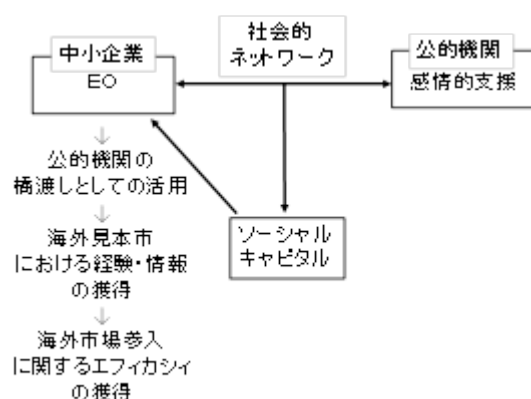 社会的
ネットワーク
中小企業
EO
公的機関
感情的支援
↓
公的機関の
橋渡しとしての活用
↓
海外見本市
における経験・情報
の獲得
↓
海外市場参入
に関するエフィカシィ
の獲得
ソーシャル
キャピタル